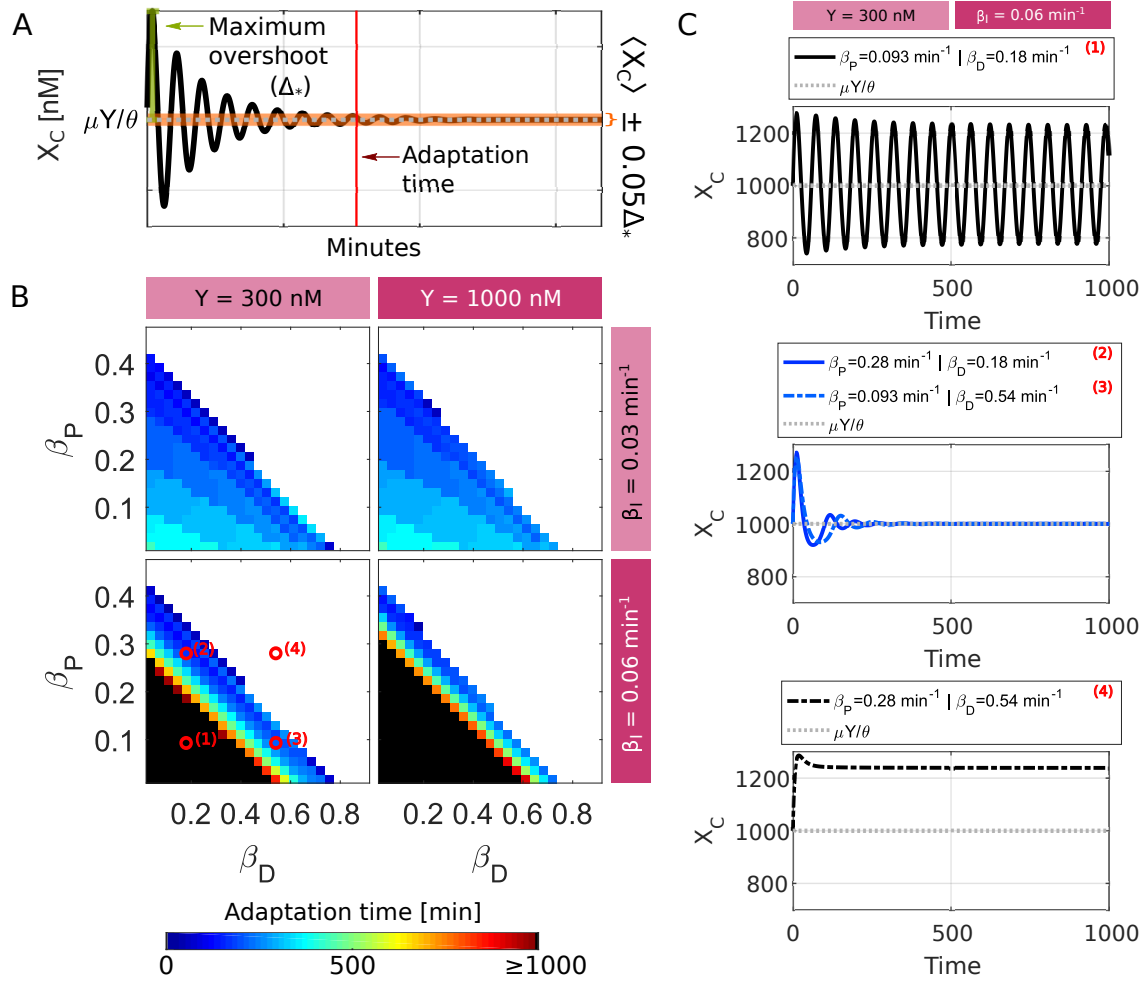 A
Maximum
overshoot
(Δ*)
X_C [nM]
μY/θ
Adaptation
time
Minutes
⟨X_C⟩ ± 0.05Δ*
B
Y = 300 nM
Y = 1000 nM
β_P
0.4
0.3
0.2
0.1
β_I = 0.03 min⁻¹
β_P
0.4
0.3
0.2
0.1
(1)
(2)
(3)
(4)
β_I = 0.06 min⁻¹
0.2 0.4 0.6 0.8
0.2 0.4 0.6 0.8
β_D
β_D
Adaptation time [min]
0 500 ≥1000
C
Y = 300 nM
β_I = 0.06 min⁻¹
β_P=0.093 min⁻¹ | β_D=0.18 min⁻¹ (1)
μY/θ
X_C
1200
1000
800
0 500 1000
Time
β_P=0.28 min⁻¹ | β_D=0.18 min⁻¹ (2)
β_P=0.093 min⁻¹ | β_D=0.54 min⁻¹ (3)
μY/θ
X_C
1200
1000
800
0 500 1000
Time
β_P=0.28 min⁻¹ | β_D=0.54 min⁻¹ (4)
μY/θ
X_C
1200
1000
800
0 500 1000
Time